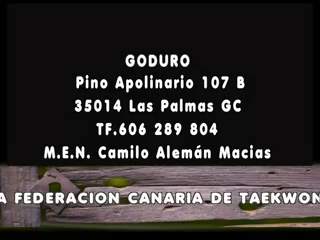 GODURO
Pino Apolinario 107 B
35014 Las Palmas GC
TF.606 289 804
M.E.N. Camilo Alemán Macias
A FEDERACION CANARIA DE TAEKWON